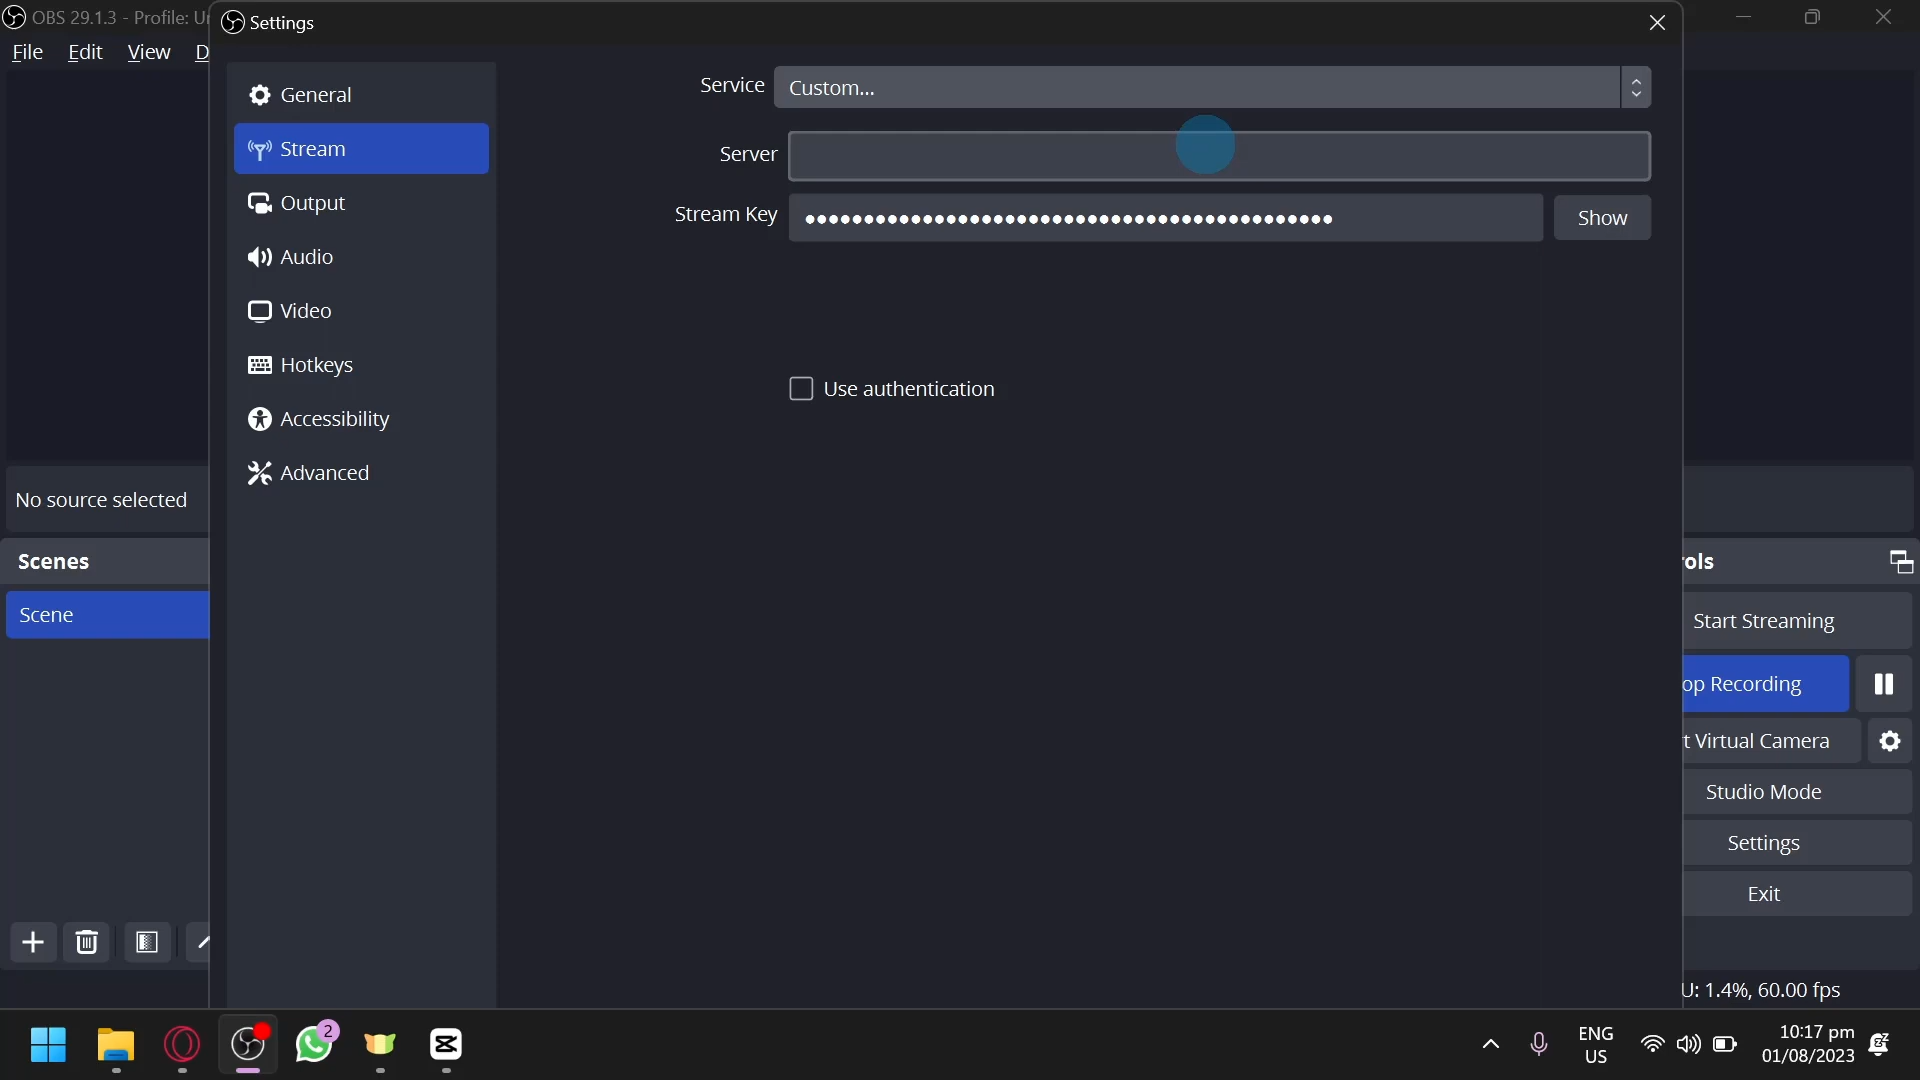 OBS 29.1.3 - Profile:
Settings
File Edit View
General
Stream
Output
Audio
Video
Hotkeys
Accessibility
Advanced
Service Custom...
Server
Stream Key ●●●●●●●●●●●●●●●●●●●●●●●●●●●●●●●●●●●●●●●●●●●●● Show
Use authentication
No source selected
Scenes
Scene
rols
Start Streaming
op Recording
t Virtual Camera
Studio Mode
Settings
Exit
U: 1.4%, 60.00 fps
2
ENG
US
10:17 pm
01/08/2023